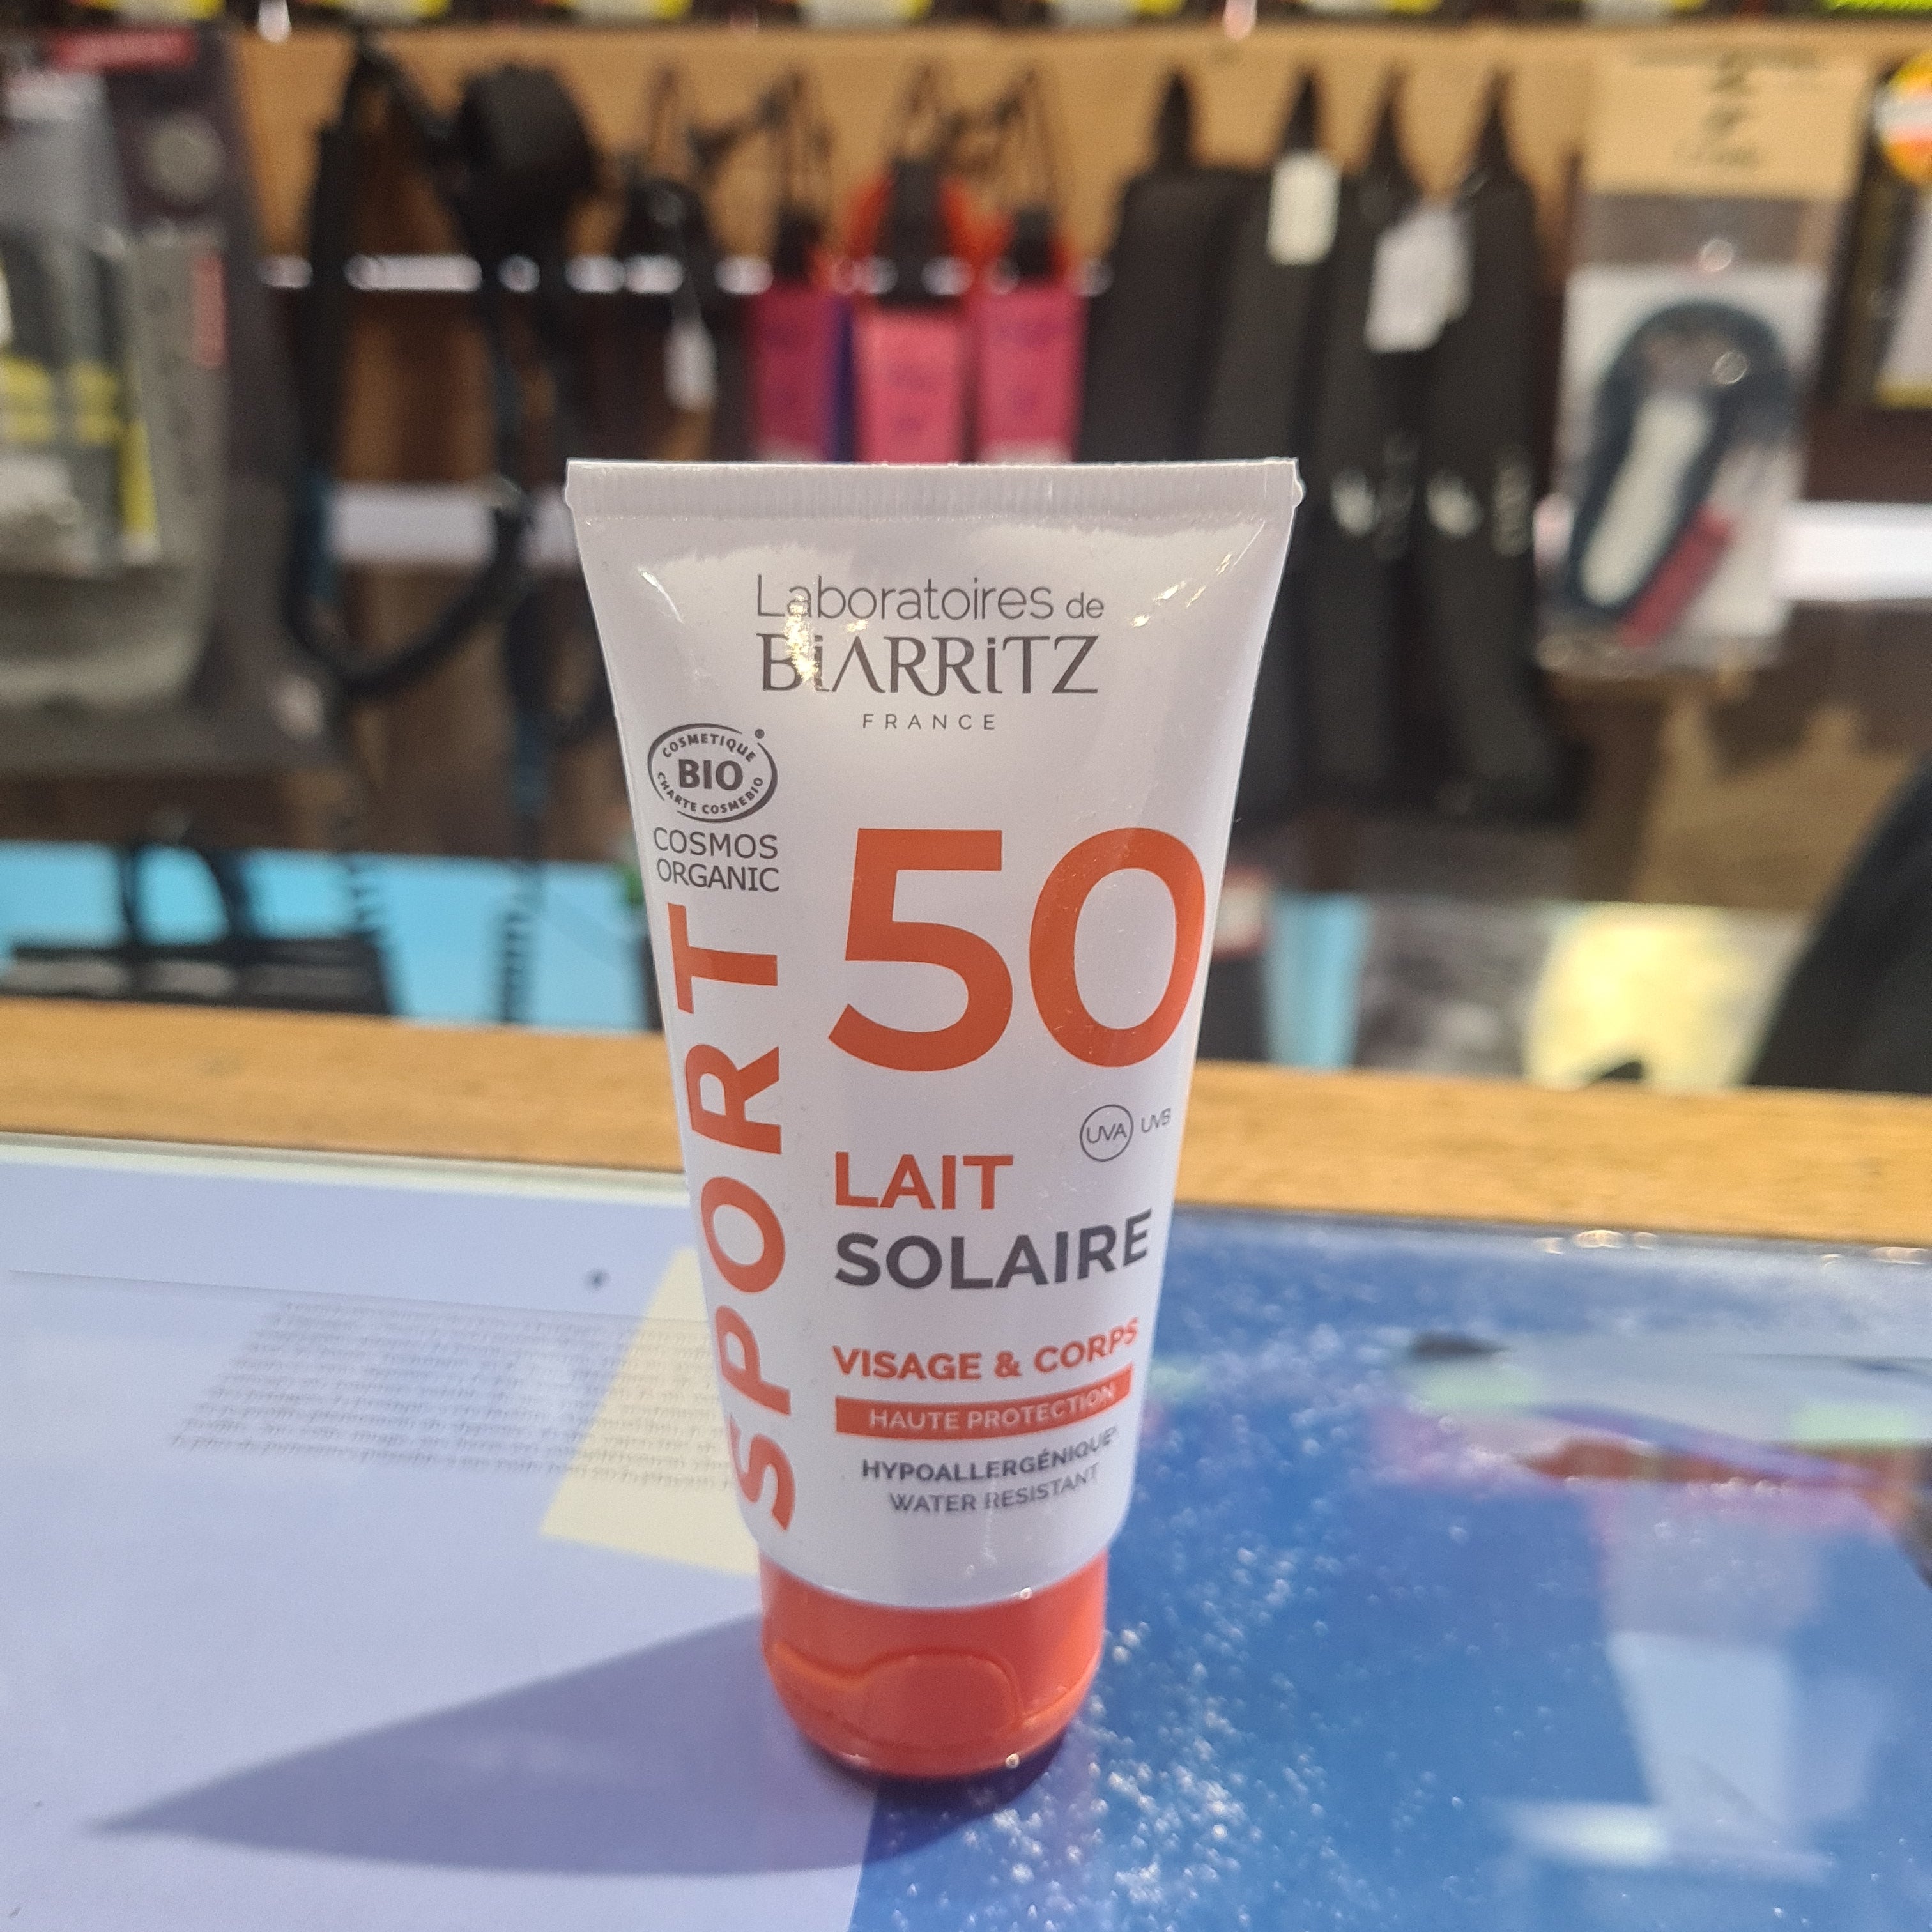 Laboratoires de
BiARRiTZ
FRANCE
COSMETIQUE ®
BIO
CHARTE COSMEBIO
COSMOS
ORGANIC
SPORT
50
UVA UVB
LAIT
SOLAIRE
VISAGE & CORPS
HAUTE PROTECTION
HYPOALLERGÉNIQUE
WATER RESISTANT